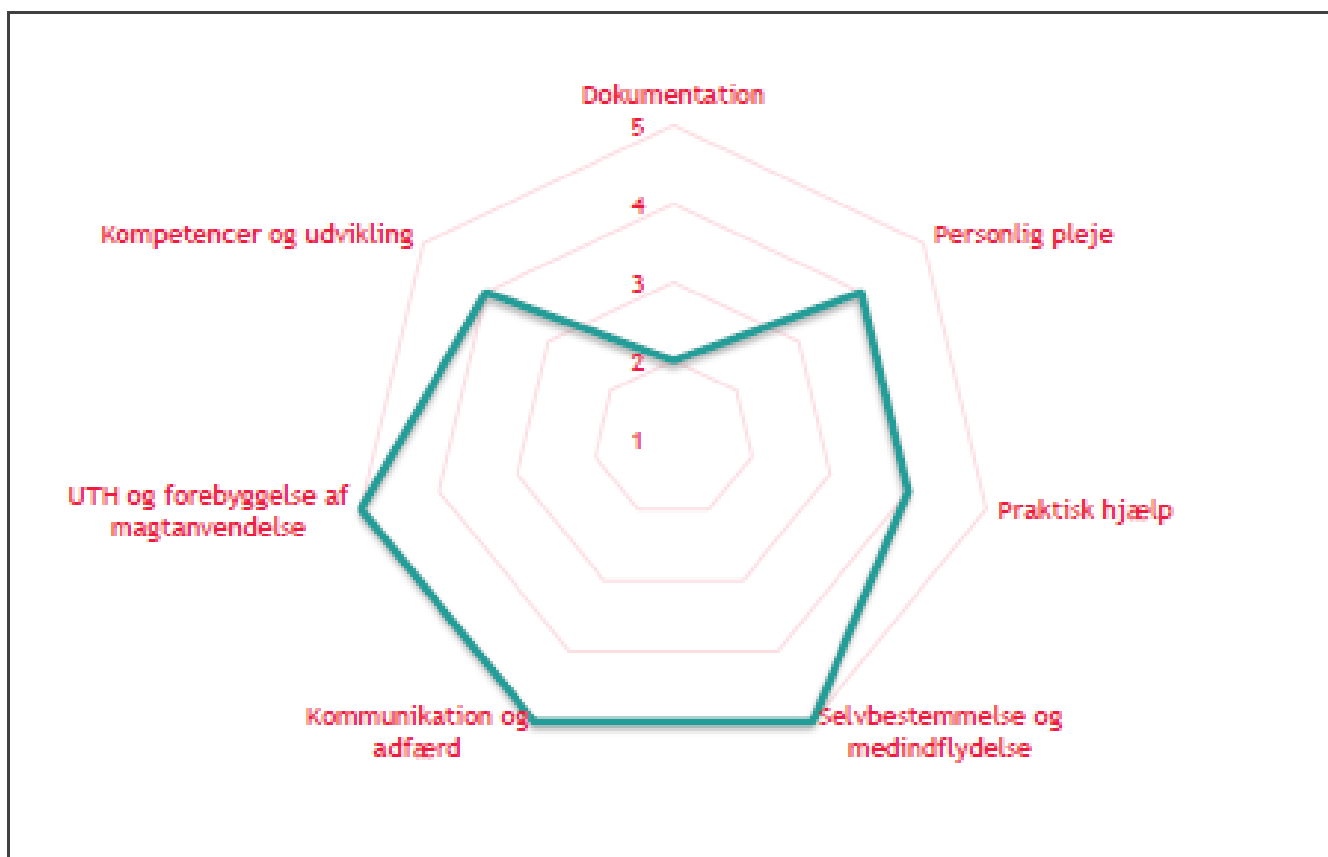 Dokumentation
5
4
3
2
1
Personlig pleje
Praktisk hjælp
Selvbestemmelse og
medindflydelse
Kommunikation og
adfærd
UTH og forebyggelse af
magtanvendelse
Kompetencer og udvikling